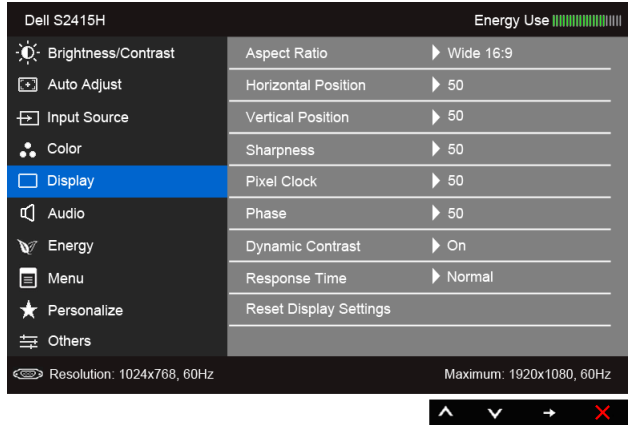 Dell S2415H Energy Use
Brightness/Contrast Aspect Ratio Wide 16:9
Auto Adjust Horizontal Position 50
Input Source Vertical Position 50
Color Sharpness 50
Display Pixel Clock 50
Audio Phase 50
Energy Dynamic Contrast On
Menu Response Time Normal
Personalize Reset Display Settings
Others
Resolution: 1024x768, 60Hz Maximum: 1920x1080, 60Hz